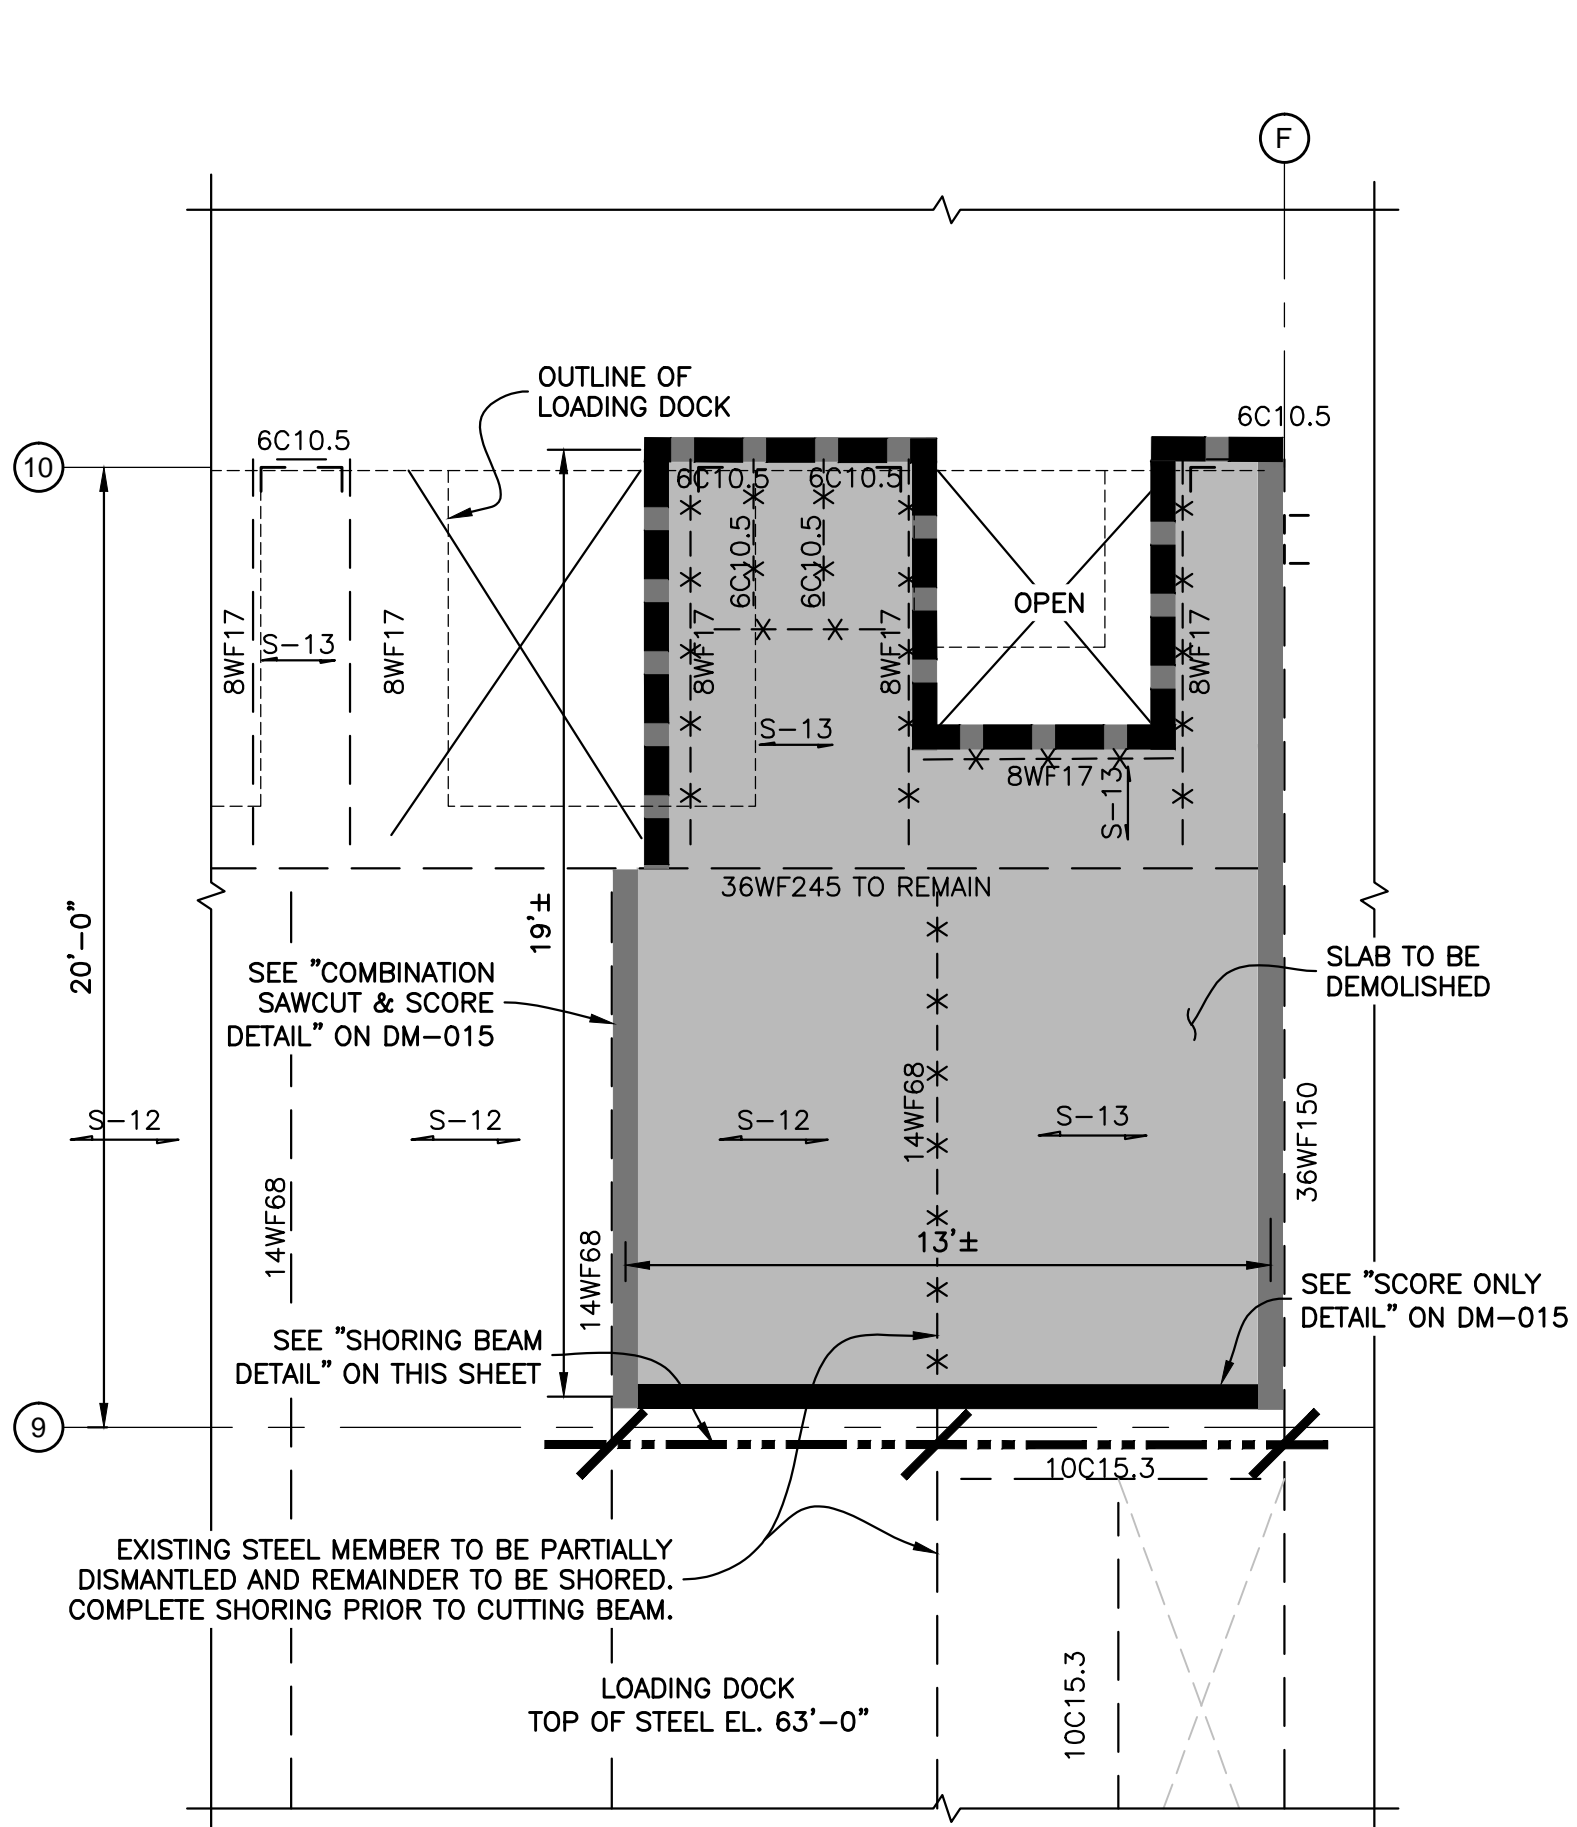 F
OUTLINE OF
LOADING DOCK
6C10.5
6C10.5
10
6C10.5
6C10.5
6C10.5
6C10.5
OPEN
8WF17
S-13
8WF17
8WF17
8WF17
8WF17
S-13
8WF17
S-13
36WF245 TO REMAIN
20'-0"
19'±
SEE "COMBINATION
SAWCUT & SCORE
DETAIL" ON DM-015
SLAB TO BE
DEMOLISHED
S-12
S-12
S-12
S-13
14WF68
36WF150
14WF68
14WF68
13'±
SEE "SCORE ONLY
DETAIL" ON DM-015
SEE "SHORING BEAM
DETAIL" ON THIS SHEET
9
10C15.3
EXISTING STEEL MEMBER TO BE PARTIALLY
DISMANTLED AND REMAINDER TO BE SHORED.
COMPLETE SHORING PRIOR TO CUTTING BEAM.
10C15.3
LOADING DOCK
TOP OF STEEL EL. 63'-0"